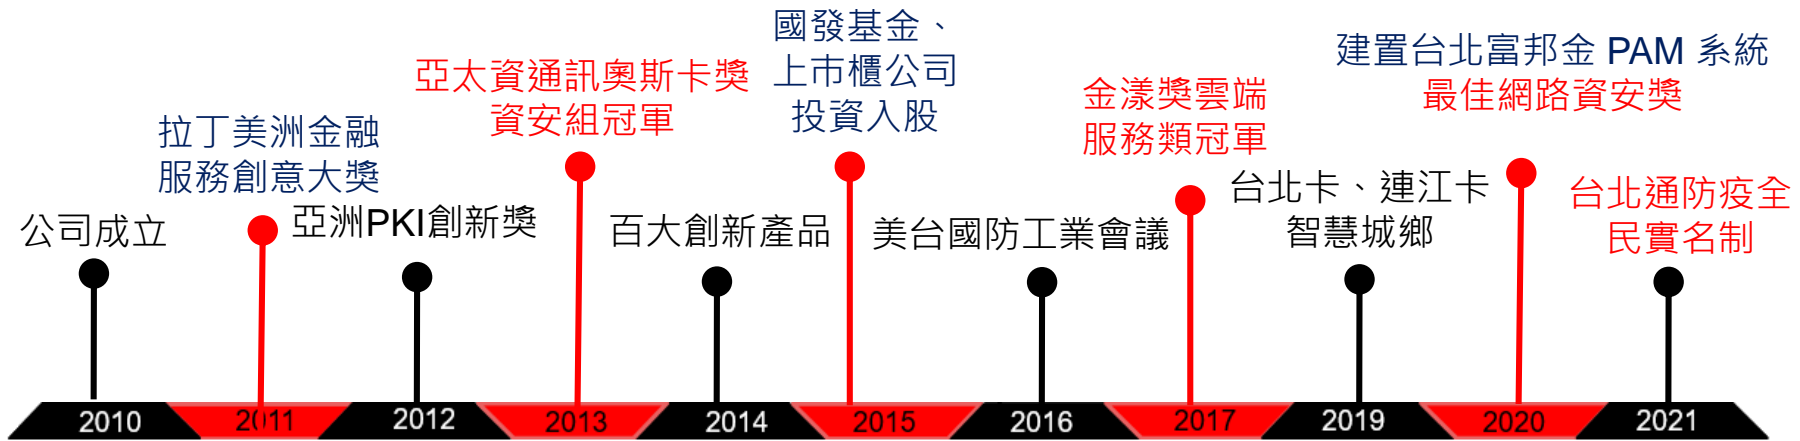 公司成立
拉丁美洲金融
服務創意大獎
亞洲PKI創新獎
亞太資通訊奧斯卡獎
資安組冠軍
百大創新產品
國發基金、
上市櫃公司
投資入股
美台國防工業會議
金漾獎雲端
服務類冠軍
台北卡、連江卡
智慧城鄉
建置台北富邦金 PAM 系統
最佳網路資安獎
台北通防疫全
民實名制
2010 2011 2012 2013 2014 2015 2016 2017 2019 2020 2021